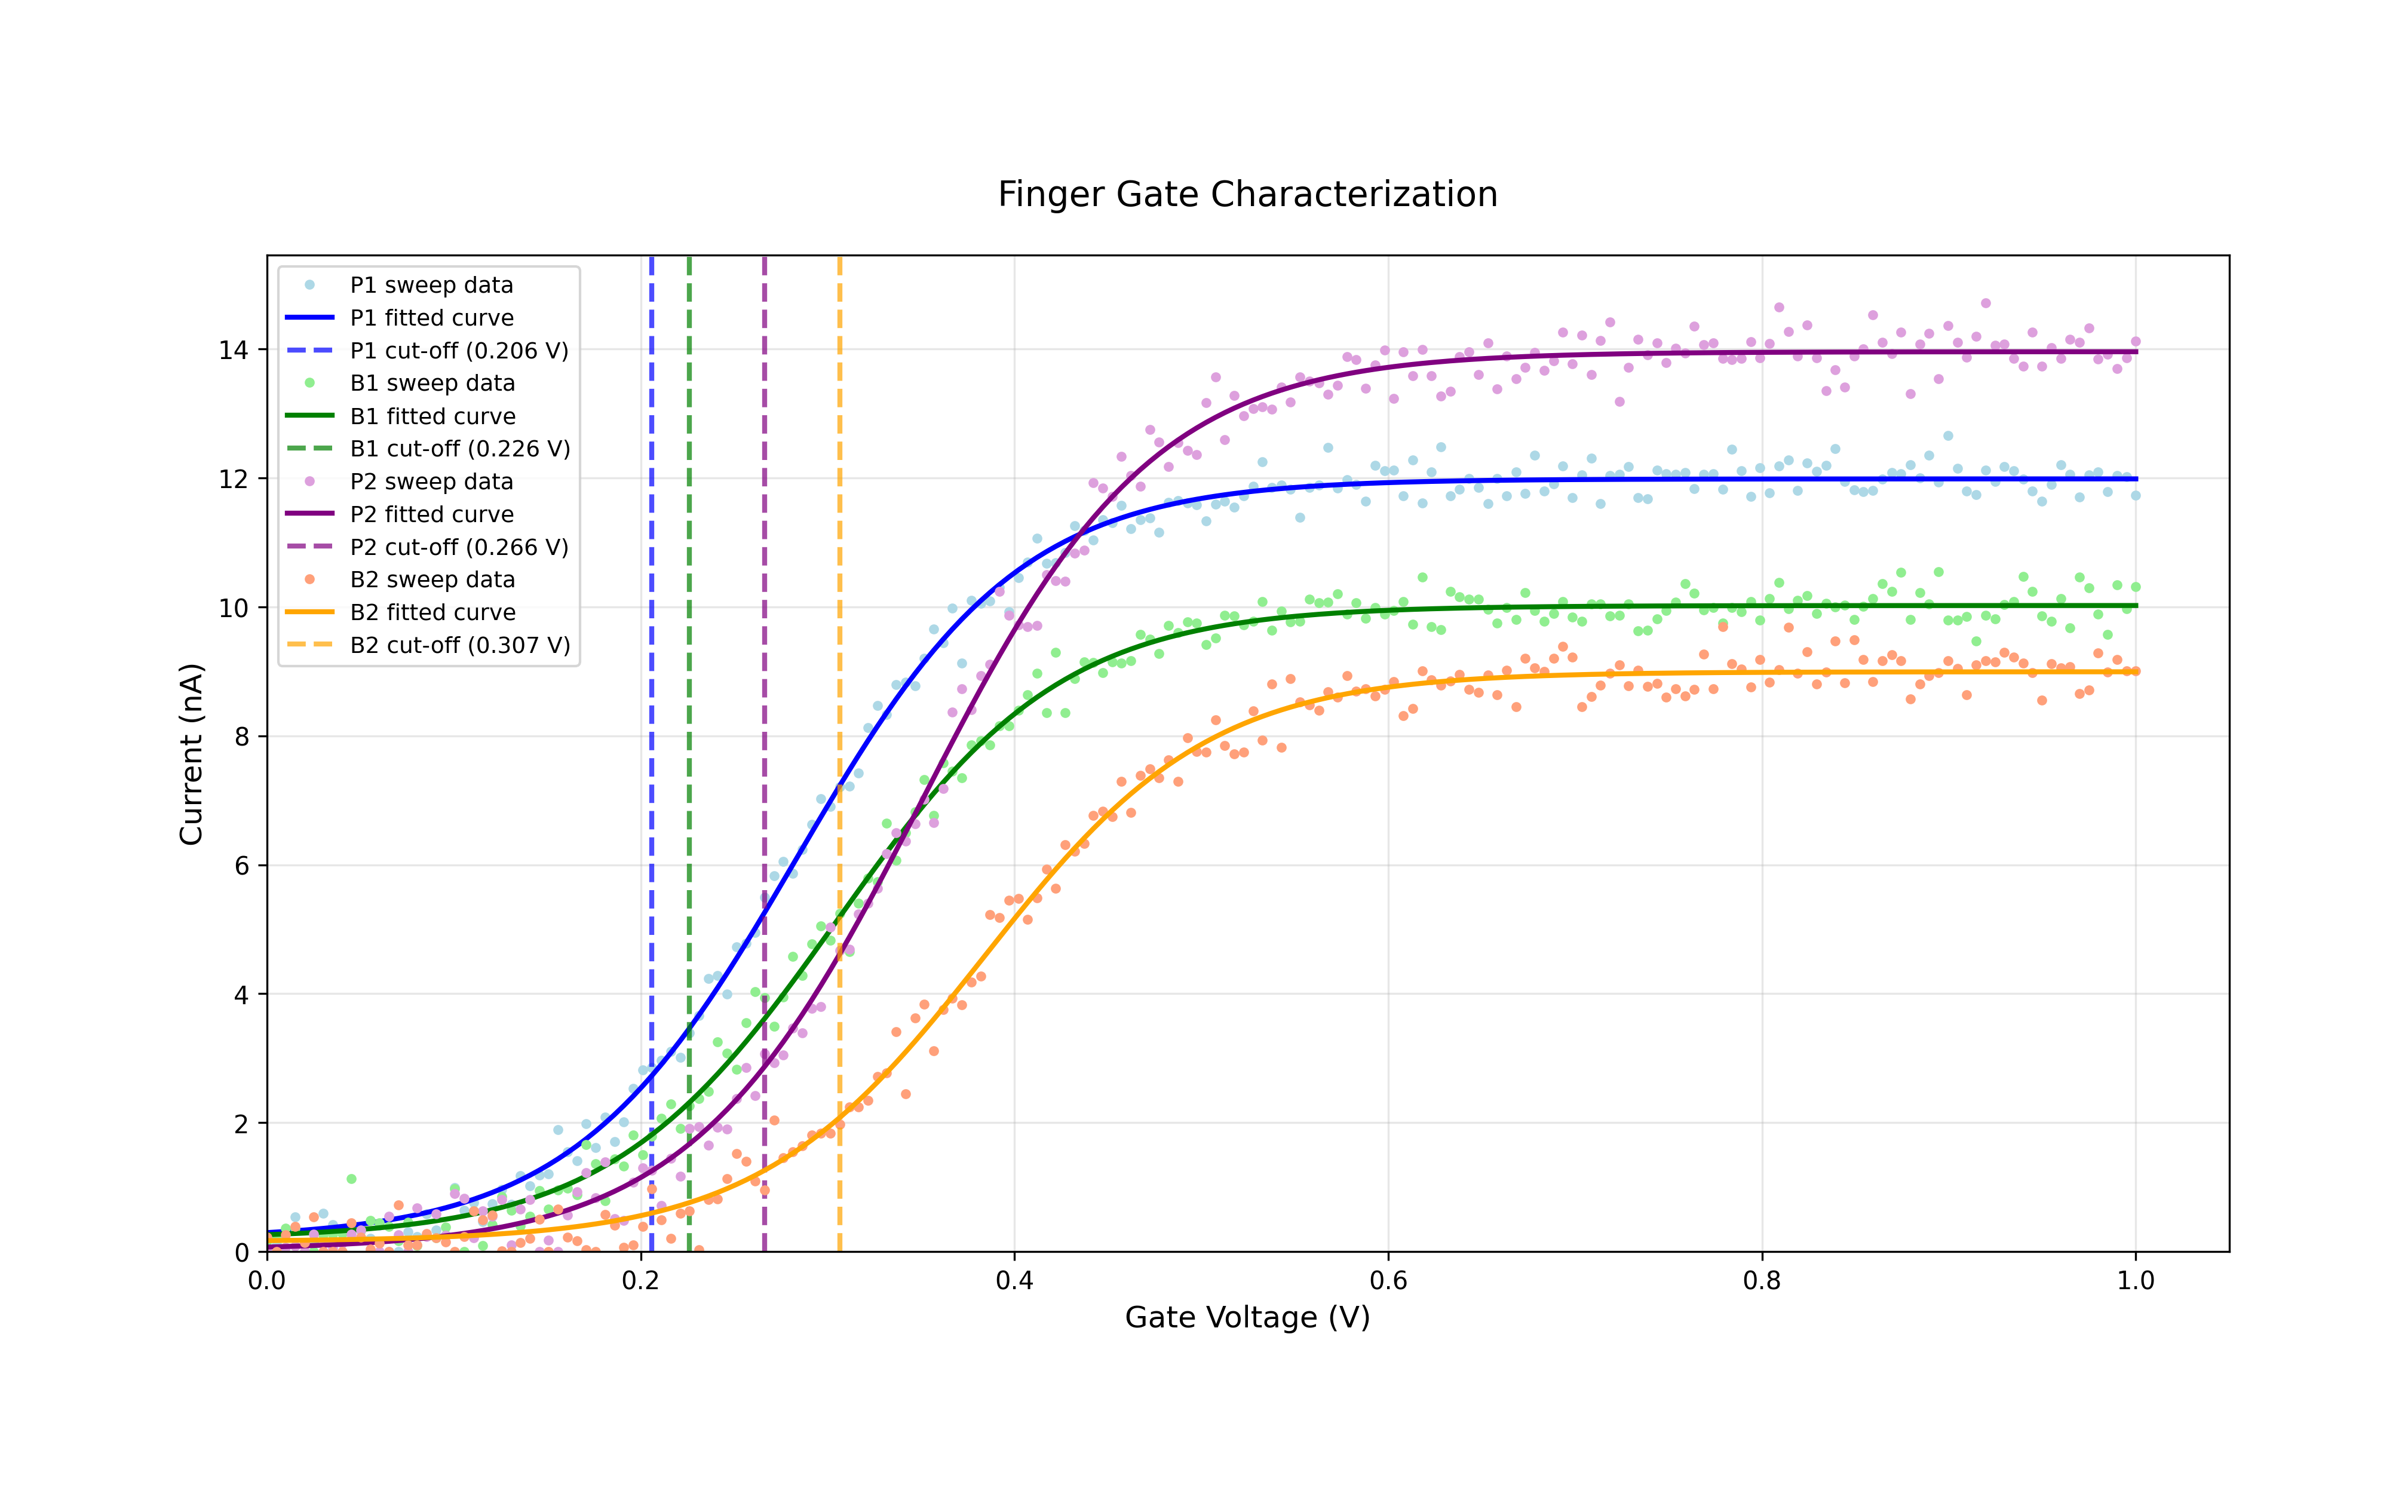 Finger Gate Characterization
P1 sweep data
P1 fitted curve
P1 cut-off (0.206 V)
B1 sweep data
B1 fitted curve
B1 cut-off (0.226 V)
P2 sweep data
P2 fitted curve
P2 cut-off (0.266 V)
B2 sweep data
B2 fitted curve
B2 cut-off (0.307 V)
Current (nA)
14
12
10
8
6
4
2
0
0.0 0.2 0.4 0.6 0.8 1.0
Gate Voltage (V)